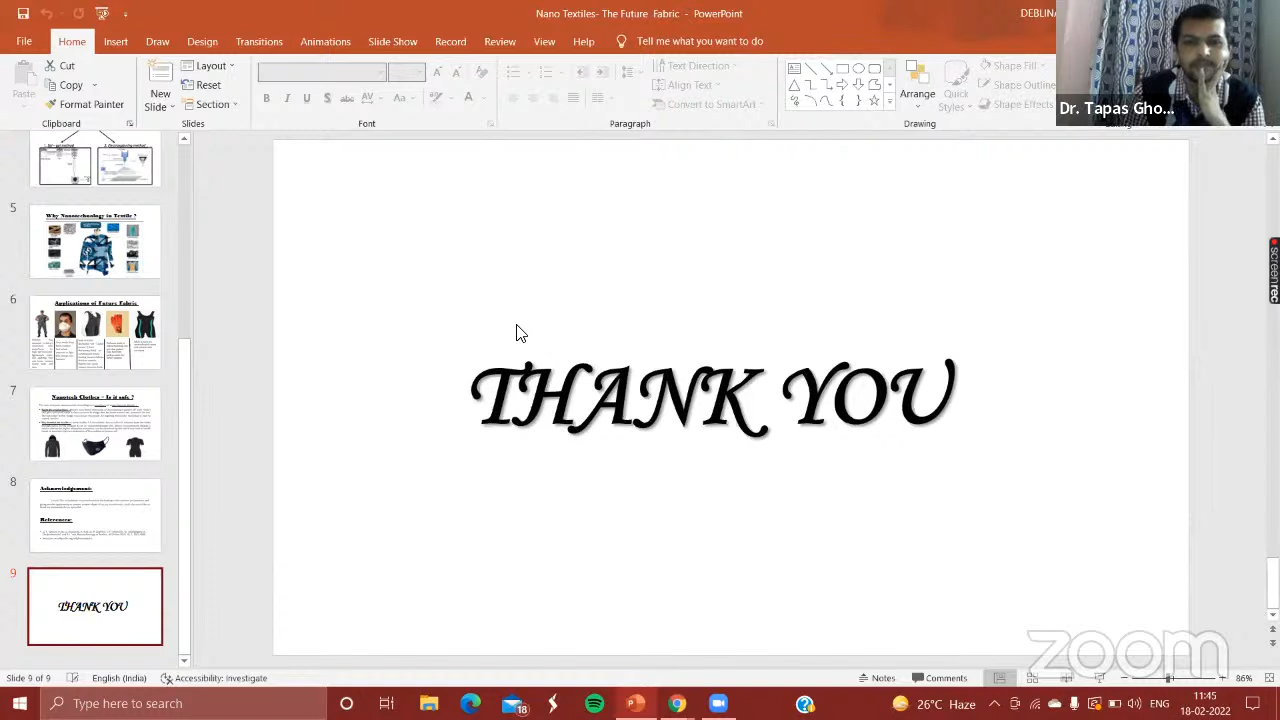 Nano Textiles- The Future Fabric - PowerPoint
DEBLINA
File Home Insert Draw Design Transitions Animations Slide Show Record Review View Help Tell me what you want to do
Paste
Cut
Copy
Format Painter
Clipboard
New Slide
Layout
Reset
Section
Slides
B I U S abc AV Aa A
Font
Text Direction
Align Text
Convert to SmartArt
Paragraph
Arrange
Quick Styles
Shape Fill
Shape Outline
Shape Effects
Drawing
Dr. Tapas Gho...
5
Why Nanotechnology in Textile ?
6
Applications of Future Fabric
7
Nanotech Clothes - Is it safe ?
8
Acknowledgement:
References:
9
THANK YOU
THANK YOU
screenrec
zoom
Slide 9 of 9 English (India) Accessibility: Investigate Notes Comments 86%
Type here to search
18
26°C Haze
ENG
11:45
18-02-2022